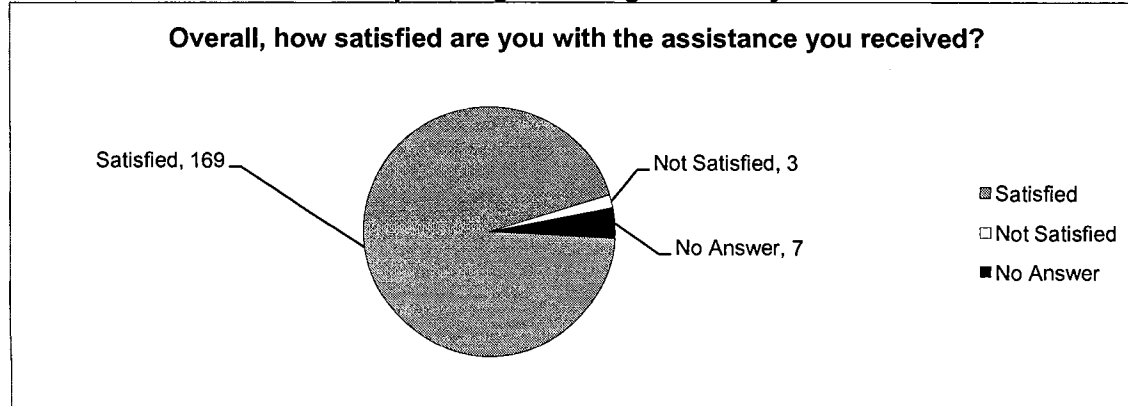 Overall, how satisfied are you with the assistance you received?
Satisfied, 169
Not Satisfied, 3
No Answer, 7
Satisfied
Not Satisfied
No Answer